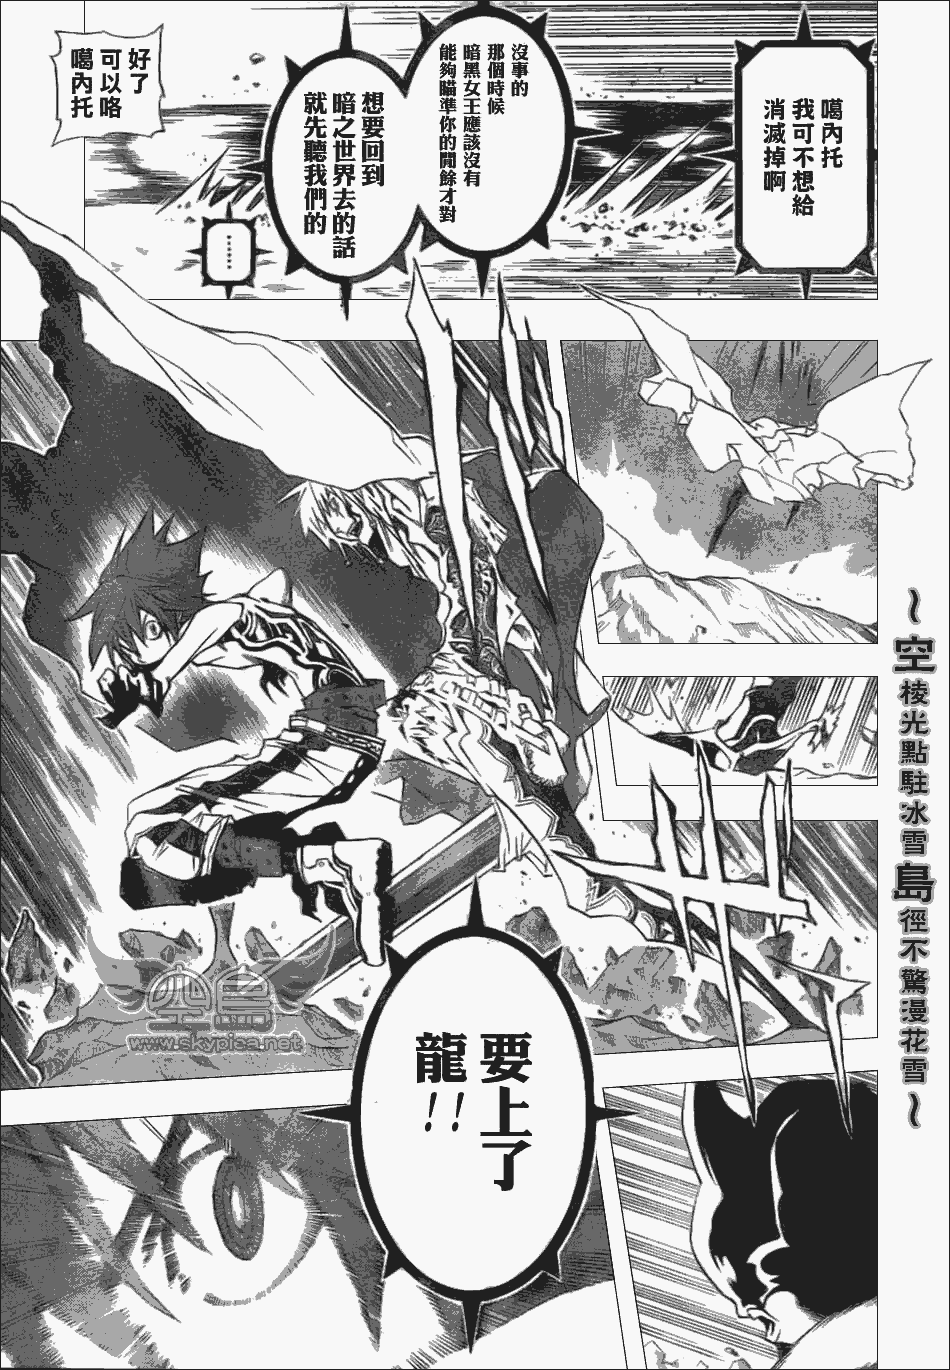 噶內托
我可不想給
消滅掉啊
沒事的
那個時候
暗黑女王應該沒有
能夠瞄準你的閒餘才對
想要回到
暗之世界去的話
就先聽我們的
……
好了
可以咯
噶內托
要上了
龍!!
～空棱光點駐冰雪島徑不驚漫花雪～
空島
www.skypiea.net